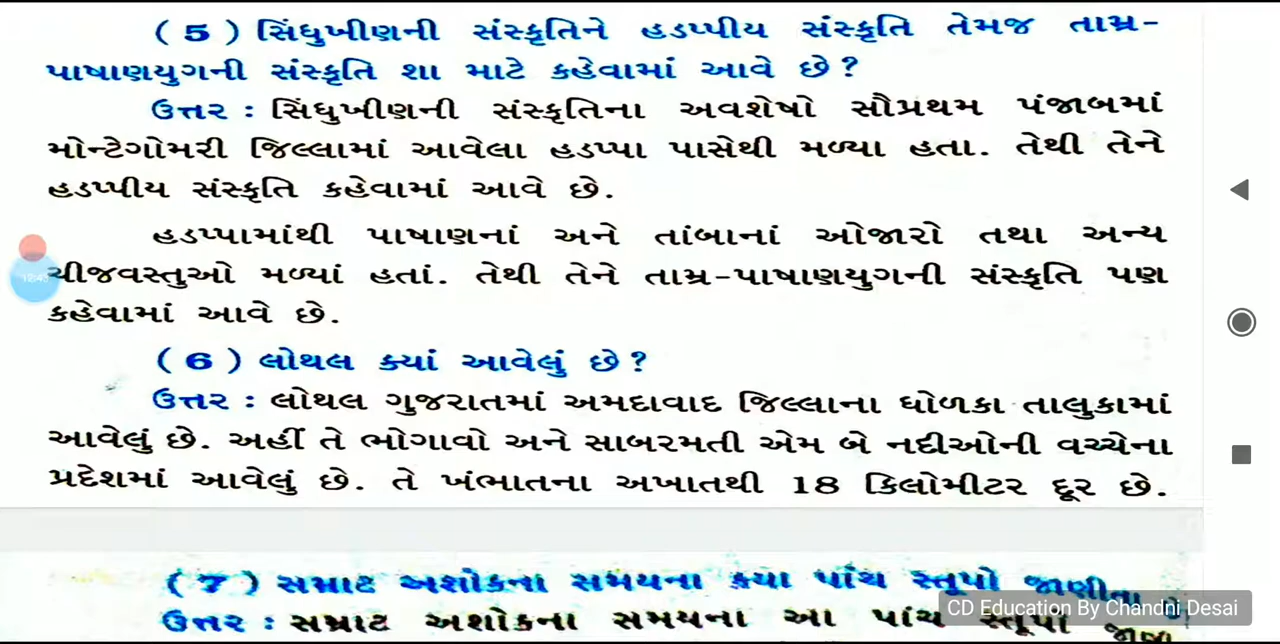 (5) સિંધુખીણની સંસ્કૃતિને હડપ્પીય સંસ્કૃતિ તેમજ તામ્ર-
પાષાણયુગની સંસ્કૃતિ શા માટે કહેવામાં આવે છે?
ઉત્તર : સિંધુખીણની સંસ્કૃતિના અવશેષો સૌપ્રથમ પંજાબમાં
મોન્ટેગોમરી જિલ્લામાં આવેલા હડપ્પા પાસેથી મળ્યા હતા. તેથી તેને
હડપ્પીય સંસ્કૃતિ કહેવામાં આવે છે.
હડપ્પામાંથી પાષાણનાં અને તાંબાનાં ઓજારો તથા અન્ય
ચીજવસ્તુઓ મળ્યાં હતાં. તેથી તેને તામ્ર-પાષાણયુગની સંસ્કૃતિ પણ
કહેવામાં આવે છે.
(6) લોથલ ક્યાં આવેલું છે?
ઉત્તર : લોથલ ગુજરાતમાં અમદાવાદ જિલ્લાના ધોળકા તાલુકામાં
આવેલું છે. અહીં તે ભોગાવો અને સાબરમતી એમ બે નદીઓની વચ્ચેના
પ્રદેશમાં આવેલું છે. તે ખંભાતના અખાતથી 18 કિલોમીટર દૂર છે.
(7) સમ્રાટ અશોકના સમયના કયા પાંચ સ્તૂપો જાણીતા
CD Education By Chandni Desai
ઉત્તર : સમ્રાટ અશોકના સમયના આ પાંચ સ્તૂપો